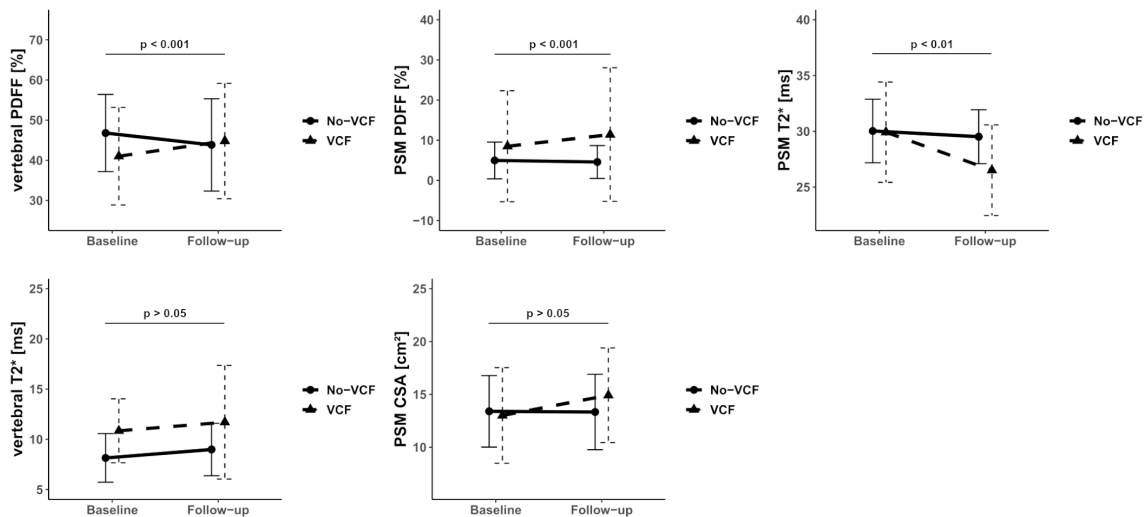 vertebral PDFF [%]
70
60
50
40
30
p < 0.001
Baseline
Follow−up
No−VCF
VCF
PSM PDFF [%]
40
30
20
10
0
−10
p < 0.001
Baseline
Follow−up
No−VCF
VCF
PSM T2* [ms]
40
35
30
25
p < 0.01
Baseline
Follow−up
No−VCF
VCF
vertebral T2* [ms]
25
20
15
10
5
p > 0.05
Baseline
Follow−up
No−VCF
VCF
PSM CSA [cm²]
25
20
15
10
p > 0.05
Baseline
Follow−up
No−VCF
VCF